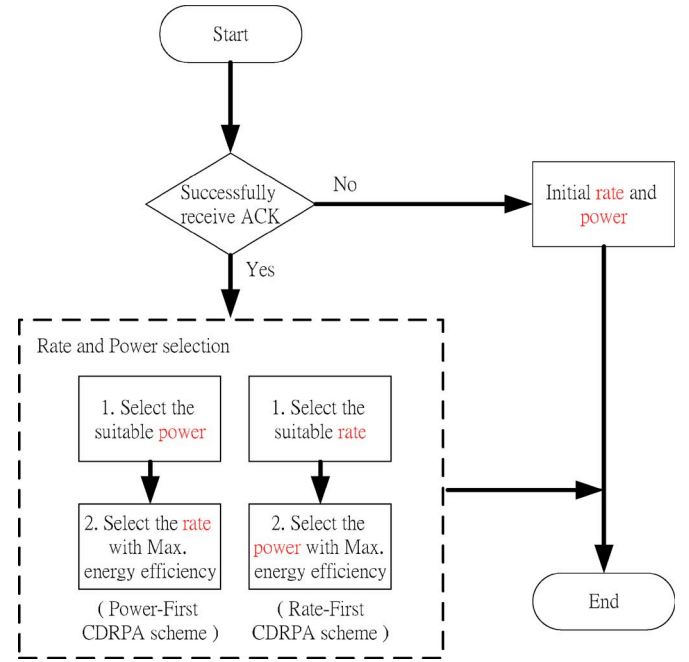 Start
Successfully
receive ACK
No
Initial rate and
power
Yes
Rate and Power selection
1. Select the
suitable power
2. Select the rate
with Max.
energy efficiency
( Power-First
CDRPA scheme )
1. Select the
suitable rate
2. Select the
power with Max.
energy efficiency
( Rate-First
CDRPA scheme )
End